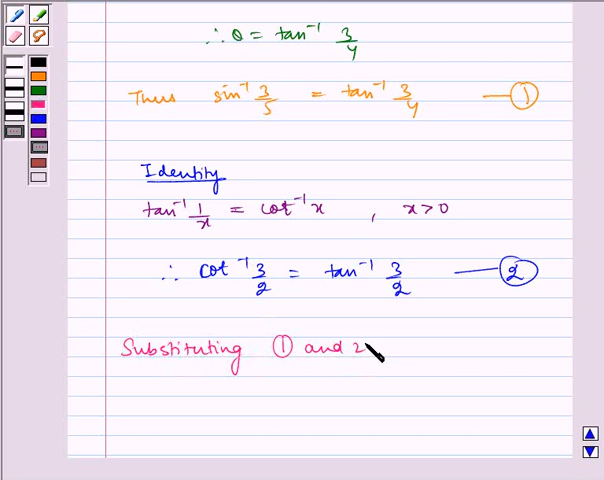 ∴ θ = tan⁻¹ 3/4
Thus sin⁻¹ 3/5 = tan⁻¹ 3/4 —①
Identity
tan⁻¹ 1/x = cot⁻¹ x , x > 0
∴ cot⁻¹ 3/2 = tan⁻¹ 3/2 —②
Substituting ① and 2